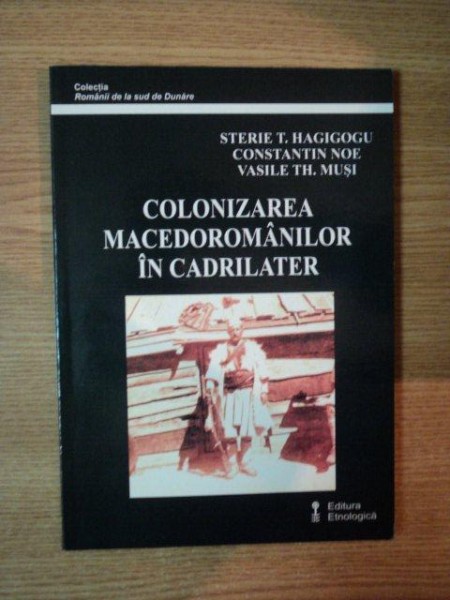 Colecția
Românii de la sud de Dunăre
STERIE T. HAGIGOGU
CONSTANTIN NOE
VASILE TH. MUȘI
COLONIZAREA
MACEDOROMÂNILOR
ÎN CADRILATER
Editura
Etnologică